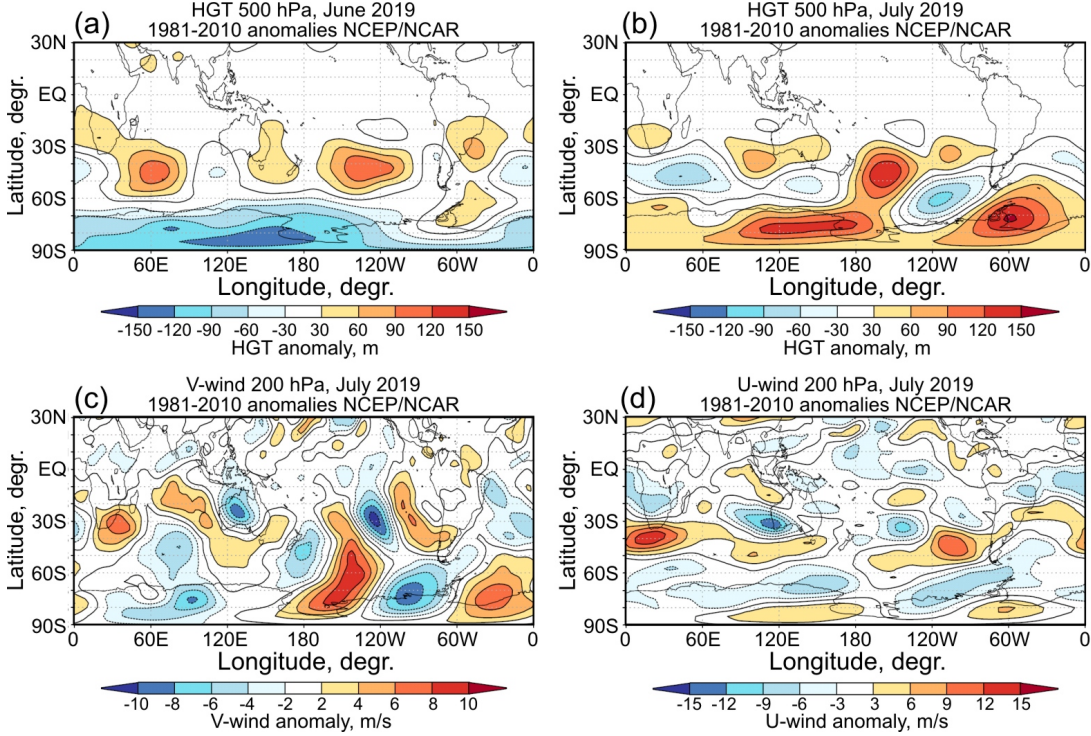 (a)
HGT 500 hPa, June 2019
1981-2010 anomalies NCEP/NCAR
30N
EQ
30S
60S
90S
Latitude, degr.
0 60E 120E 180 120W 60W 0
Longitude, degr.
-150 -120 -90 -60 -30 30 60 90 120 150
HGT anomaly, m
(b)
HGT 500 hPa, July 2019
1981-2010 anomalies NCEP/NCAR
30N
EQ
30S
60S
90S
Latitude, degr.
0 60E 120E 180 120W 60W 0
Longitude, degr.
-150 -120 -90 -60 -30 30 60 90 120 150
HGT anomaly, m
(c)
V-wind 200 hPa, July 2019
1981-2010 anomalies NCEP/NCAR
30N
EQ
30S
60S
90S
Latitude, degr.
0 60E 120E 180 120W 60W 0
Longitude, degr.
-10 -8 -6 -4 -2 2 4 6 8 10
V-wind anomaly, m/s
(d)
U-wind 200 hPa, July 2019
1981-2010 anomalies NCEP/NCAR
30N
EQ
30S
60S
90S
Latitude, degr.
0 60E 120E 180 120W 60W 0
Longitude, degr.
-15 -12 -9 -6 -3 3 6 9 12 15
U-wind anomaly, m/s